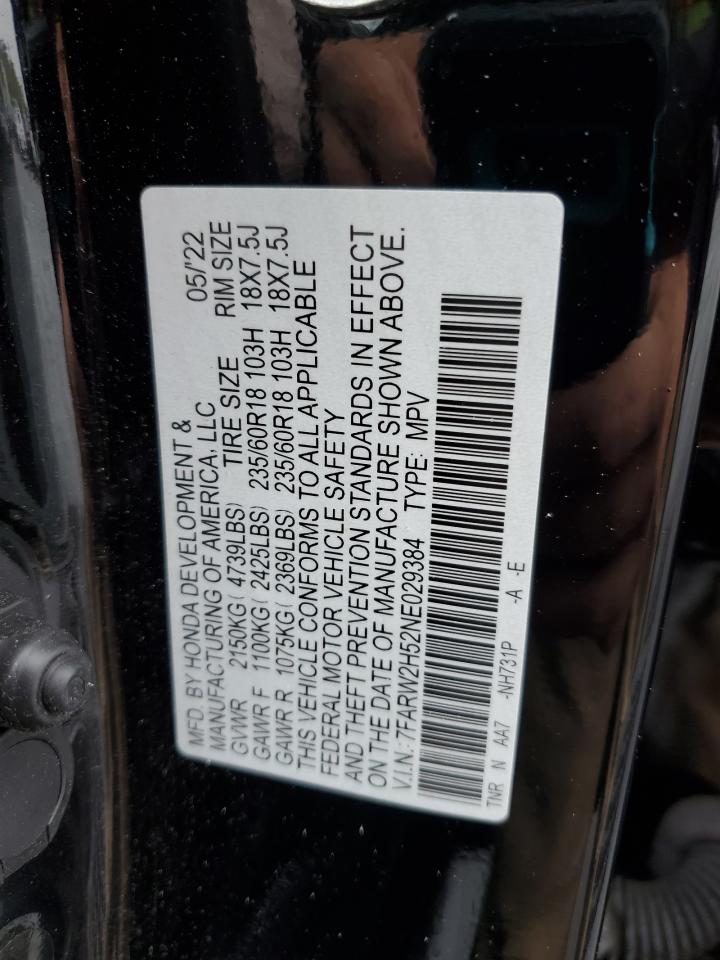 MFD. BY HONDA DEVELOPMENT & 05/'22
MANUFACTURING OF AMERICA, LLC
GVWR 2150KG( 4739LBS) TIRE SIZE RIM SIZE
GAWR F 1100KG( 2425LBS) 235/60R18 103H 18X7.5J
GAWR R 1075KG( 2369LBS) 235/60R18 103H 18X7.5J
THIS VEHICLE CONFORMS TO ALL APPLICABLE
FEDERAL MOTOR VEHICLE SAFETY
AND THEFT PREVENTION STANDARDS IN EFFECT
ON THE DATE OF MANUFACTURE SHOWN ABOVE.
V.I.N.: 7FARW2H52NE029384 TYPE: MPV
TNR N AA7 -NH731P -A -E